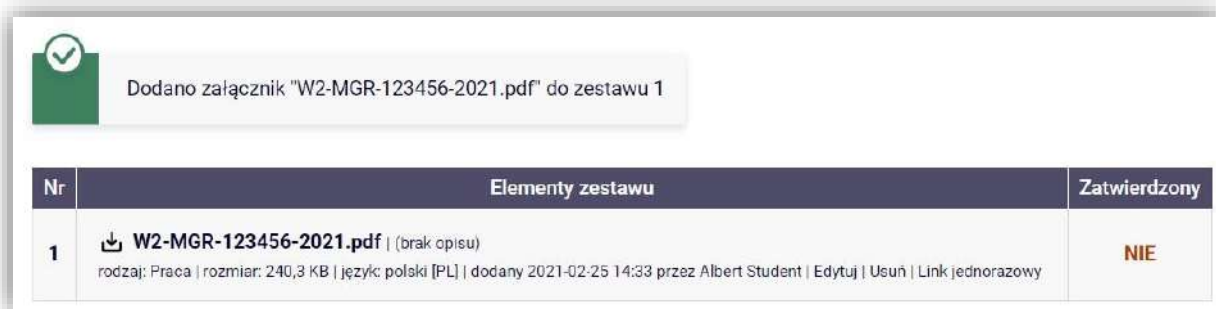 Dodano załącznik "W2-MGR-123456-2021.pdf" do zestawu 1
Nr Elementy zestawu Zatwierdzony
1 W2-MGR-123456-2021.pdf | (brak opisu) NIE
rodzaj: Praca | rozmiar: 240,3 KB | język: polski [PL] | dodany 2021-02-25 14:33 przez Albert Student | Edytuj | Usuń | Link jednorazowy